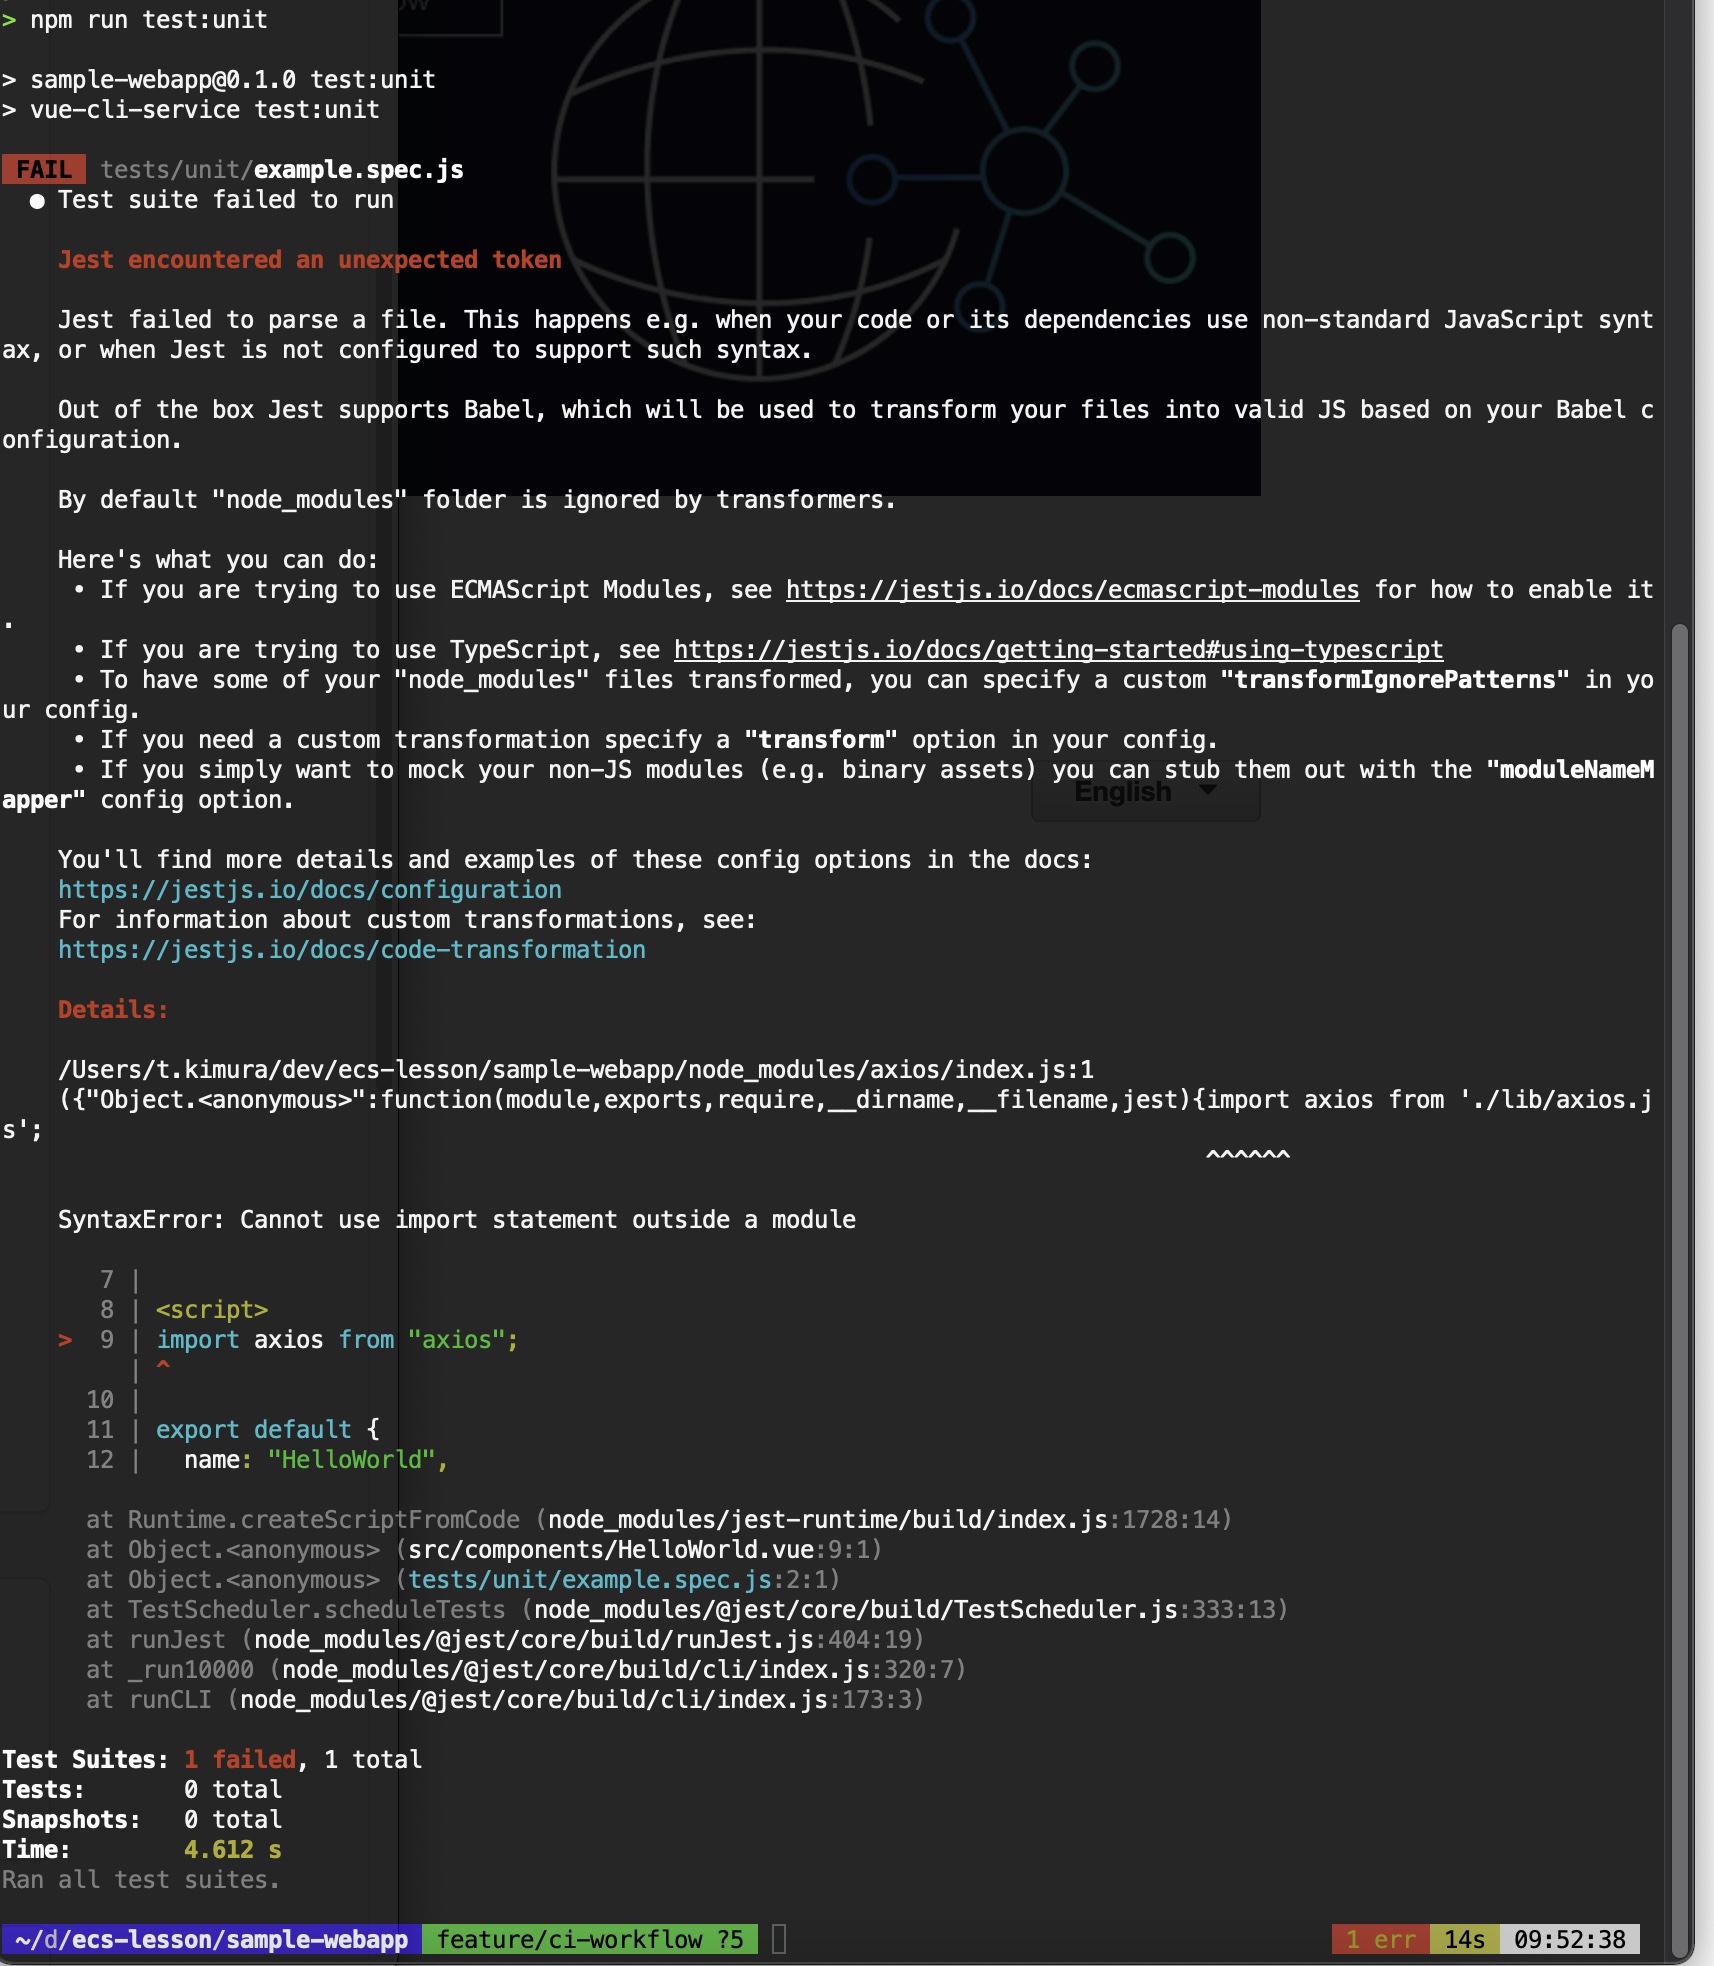 ow
> npm run test:unit
> sample-webapp@0.1.0 test:unit
> vue-cli-service test:unit
FAIL tests/unit/example.spec.js
● Test suite failed to run
Jest encountered an unexpected token
Jest failed to parse a file. This happens e.g. when your code or its dependencies use non-standard JavaScript synt
ax, or when Jest is not configured to support such syntax.
Out of the box Jest supports Babel, which will be used to transform your files into valid JS based on your Babel c
onfiguration.
By default "node_modules" folder is ignored by transformers.
Here's what you can do:
• If you are trying to use ECMAScript Modules, see https://jestjs.io/docs/ecmascript-modules for how to enable it
.
• If you are trying to use TypeScript, see https://jestjs.io/docs/getting-started#using-typescript
• To have some of your "node_modules" files transformed, you can specify a custom "transformIgnorePatterns" in yo
ur config.
• If you need a custom transformation specify a "transform" option in your config.
• If you simply want to mock your non-JS modules (e.g. binary assets) you can stub them out with the "moduleNameM
apper" config option.
English
You'll find more details and examples of these config options in the docs:
https://jestjs.io/docs/configuration
For information about custom transformations, see:
https://jestjs.io/docs/code-transformation
Details:
/Users/t.kimura/dev/ecs-lesson/sample-webapp/node_modules/axios/index.js:1
({"Object.<anonymous>":function(module,exports,require,__dirname,__filename,jest){import axios from './lib/axios.j
s';
^^^^^^
SyntaxError: Cannot use import statement outside a module
7 |
8 | <script>
> 9 | import axios from "axios";
| ^
10 |
11 | export default {
12 | name: "HelloWorld",
at Runtime.createScriptFromCode (node_modules/jest-runtime/build/index.js:1728:14)
at Object.<anonymous> (src/components/HelloWorld.vue:9:1)
at Object.<anonymous> (tests/unit/example.spec.js:2:1)
at TestScheduler.scheduleTests (node_modules/@jest/core/build/TestScheduler.js:333:13)
at runJest (node_modules/@jest/core/build/runJest.js:404:19)
at _run10000 (node_modules/@jest/core/build/cli/index.js:320:7)
at runCLI (node_modules/@jest/core/build/cli/index.js:173:3)
Test Suites: 1 failed, 1 total
Tests: 0 total
Snapshots: 0 total
Time: 4.612 s
Ran all test suites.
~/d/ecs-lesson/sample-webapp feature/ci-workflow ?5 1 err 14s 09:52:38